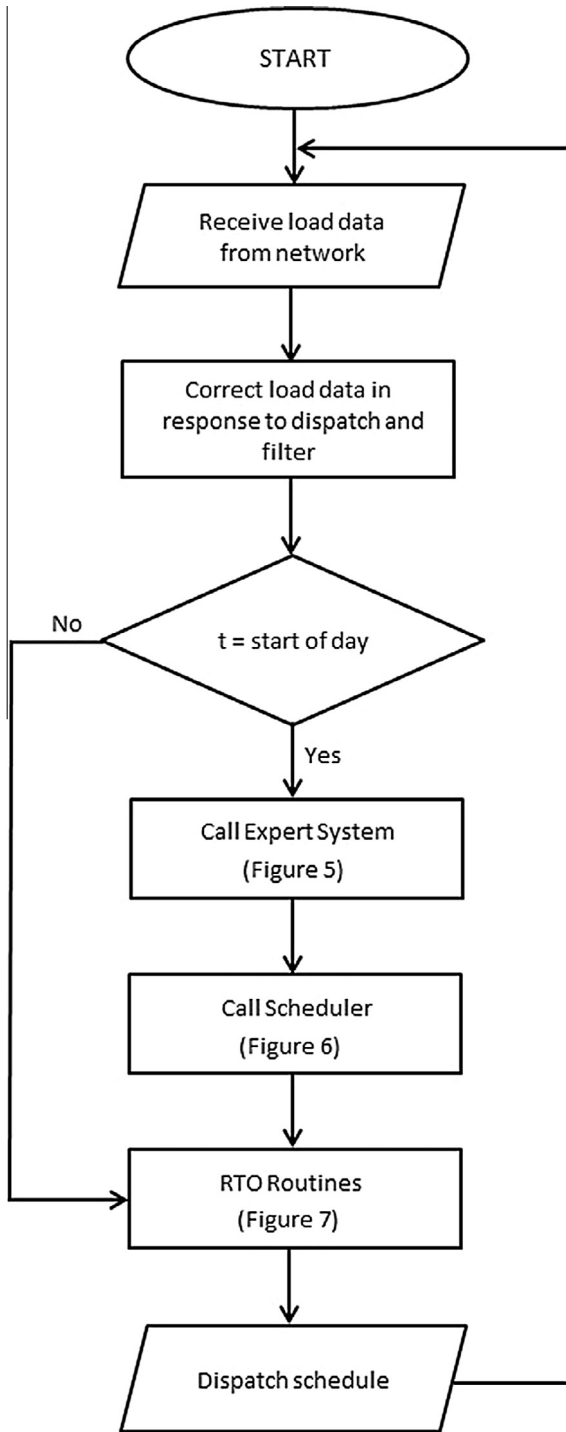 START
Receive load data
from network
Correct load data in
response to dispatch and
filter
No
t = start of day
Yes
Call Expert System
(Figure 5)
Call Scheduler
(Figure 6)
RTO Routines
(Figure 7)
Dispatch schedule